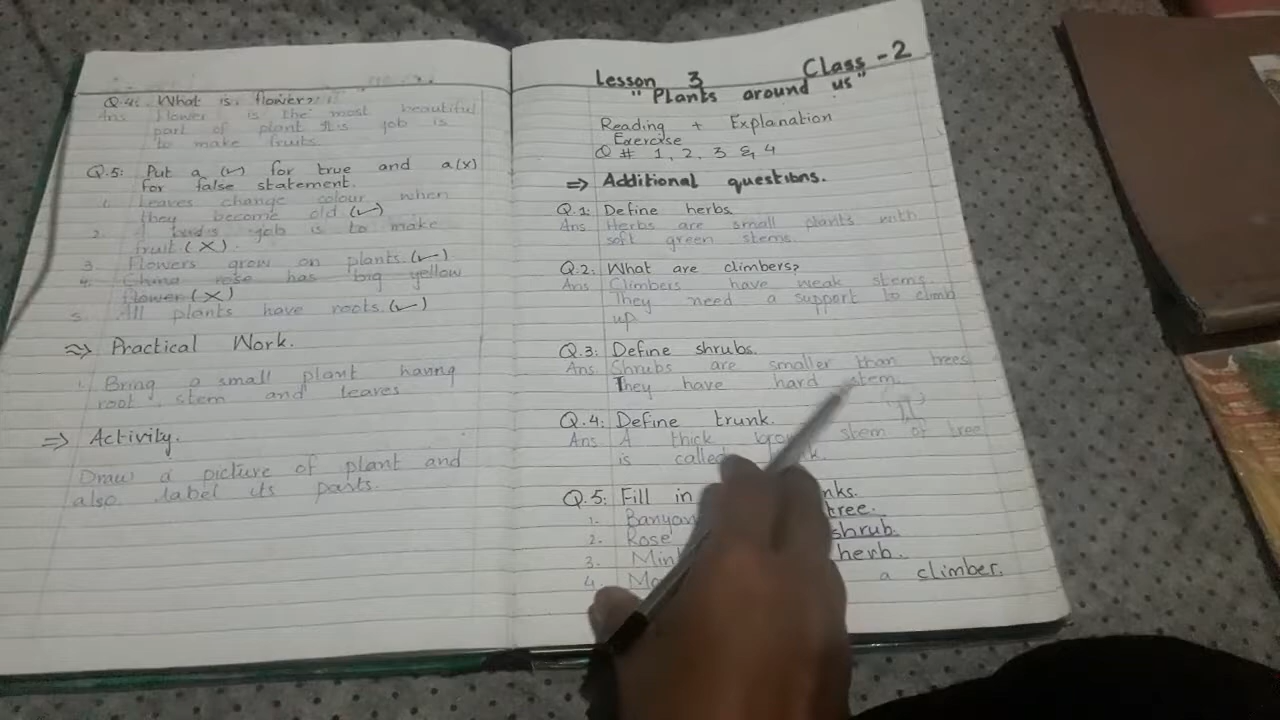 Q.4: What is flower?
Ans Flower is the most beautiful
part of plant Its job is
to make fruits.
Q.5: Put a (✓) for true and a(x)
for false statement.
1. Leaves change colour when
they become old (✓)
2. A job is to make
fruit. (X)
3. Flowers grow on plants. (✓)
4. China rose has big yellow
flower (X)
5. All plants have roots. (✓)
⇒ Practical Work.
1. Bring a small plant having
root, stem and leaves
⇒ Activity.
Draw a picture of plant and
also label its parts.
Class - 2
Lesson 3
"Plants around us"
Reading + Explanation
Exercise
Q # 1, 2, 3 & 4
⇒ Additional questions.
Q.1: Define herbs.
Ans Herbs are small plants with
soft green stems.
Q.2: What are climbers?
Ans Climbers have weak stems.
They need a support to climb
up.
Q.3: Define shrubs.
Ans Shrubs are smaller than trees
They have hard stem.
Q.4: Define trunk.
Ans A thick stem of tree
is called
Q.5: Fill in
1. Banyan tree.
2. Rose shrub.
3. herb.
4. a climber.